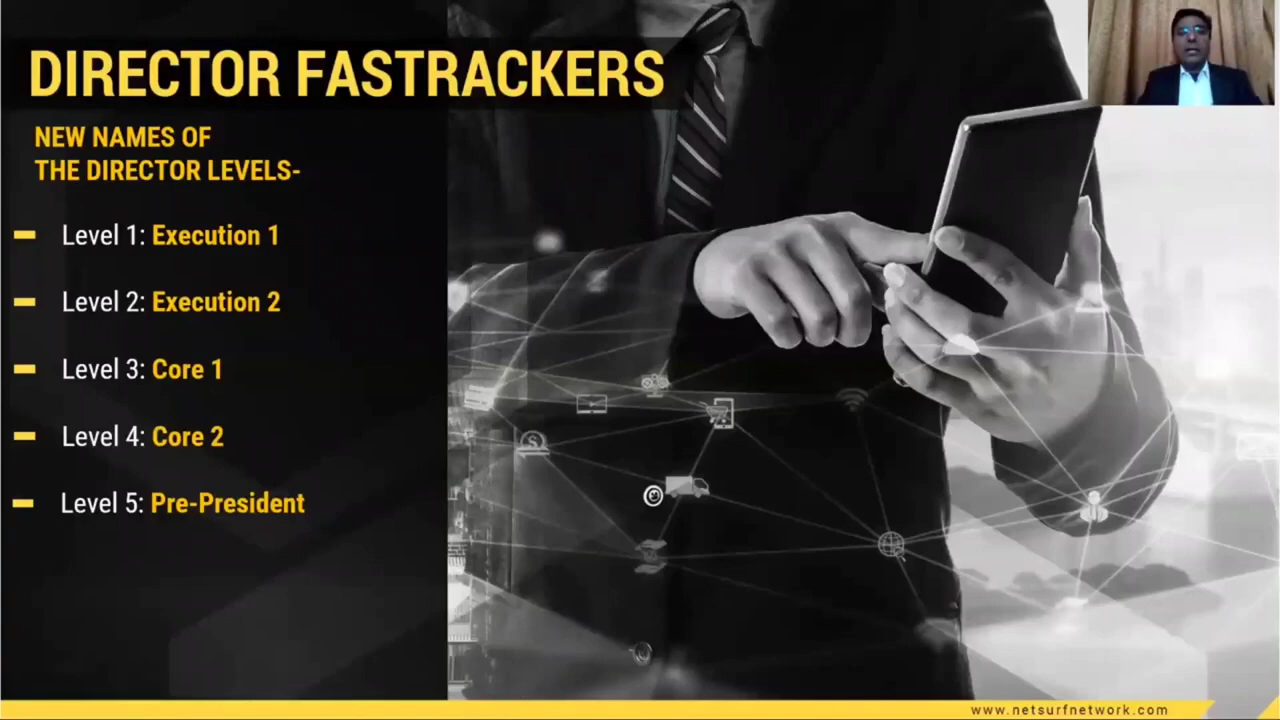 DIRECTOR FASTRACKERS
NEW NAMES OF
THE DIRECTOR LEVELS-
Level 1: Execution 1
Level 2: Execution 2
Level 3: Core 1
Level 4: Core 2
Level 5: Pre-President
www.netsurfnetwork.com